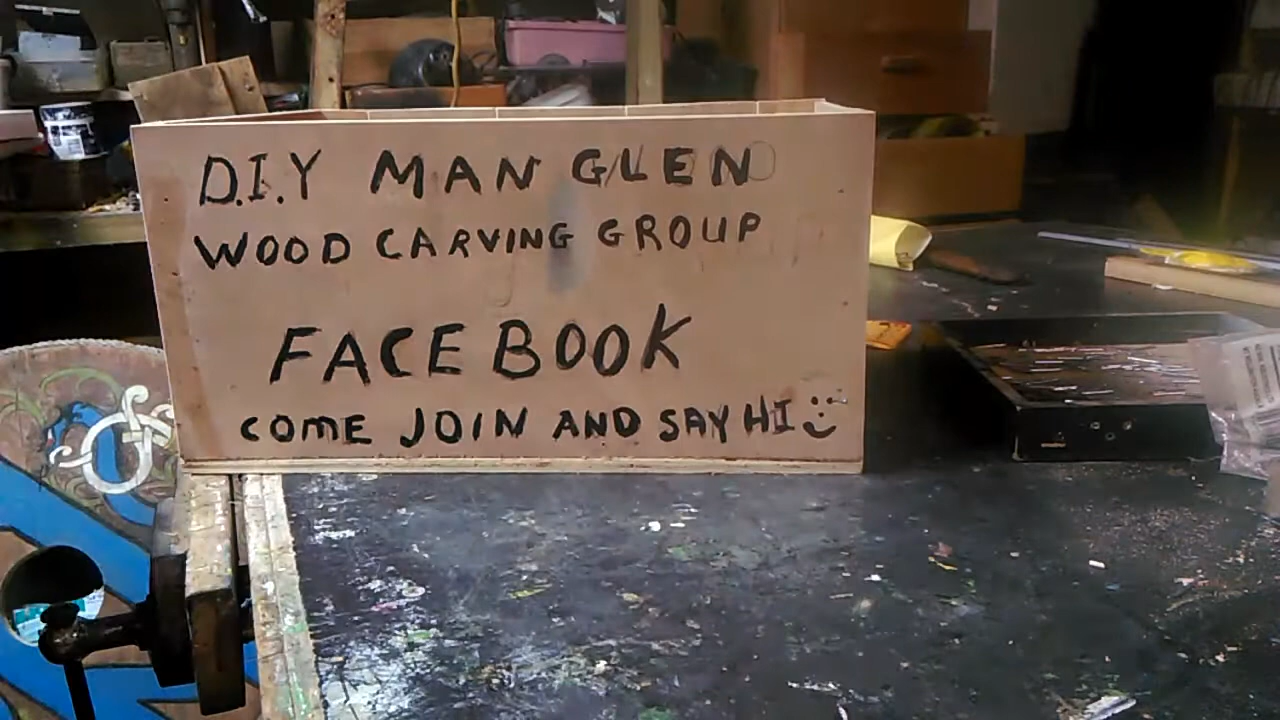 D.I.Y MAN GLEN
WOOD CARVING GROUP
FACEBOOK
COME JOIN AND SAY HI